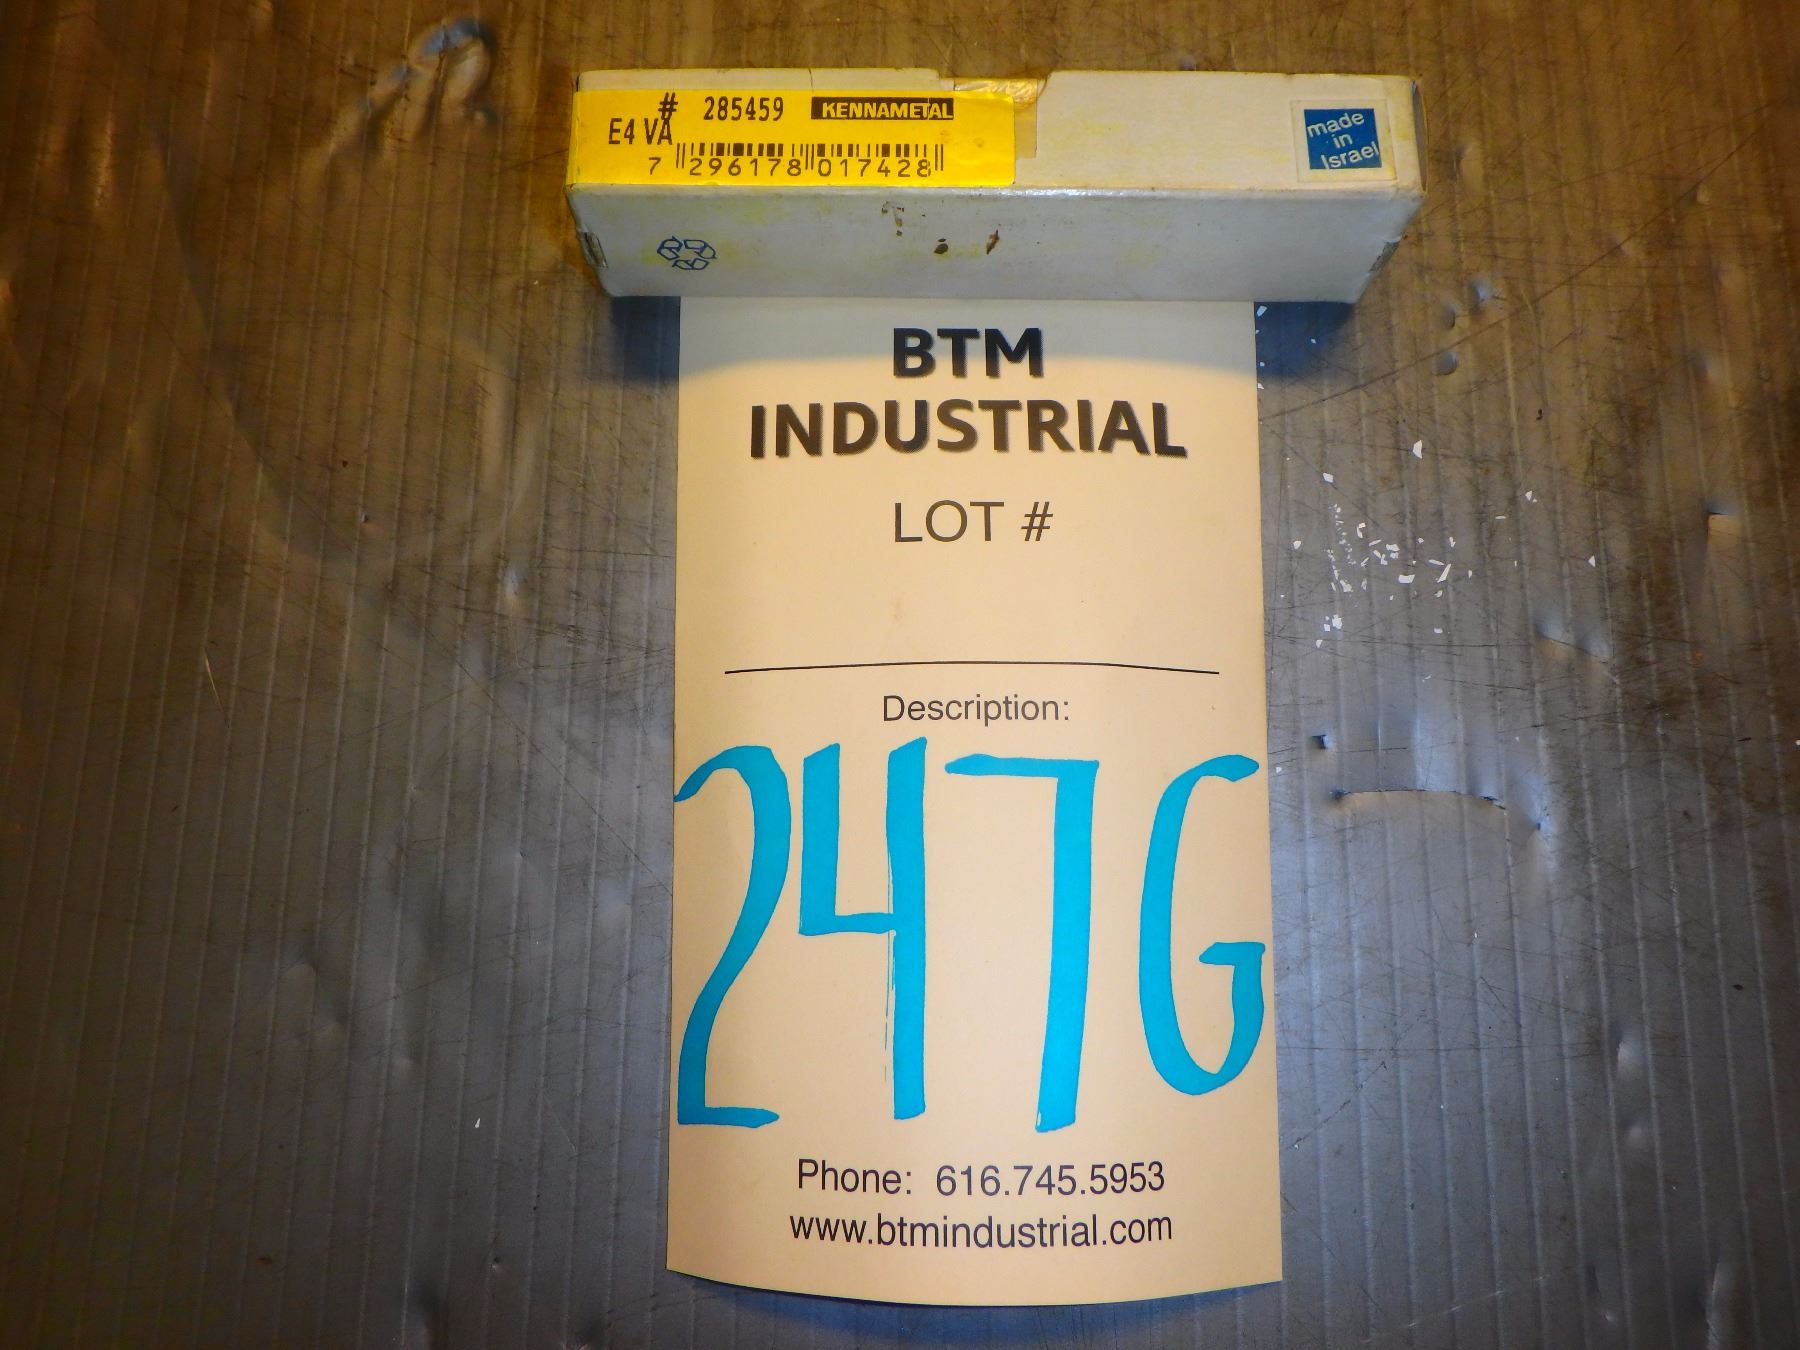 # 285459 KENNAMETAL
E4 VA
7 296178 017428
made
in
Israel
BTM
INDUSTRIAL
LOT #
Description:
247G
Phone: 616.745.5953
www.btmindustrial.com